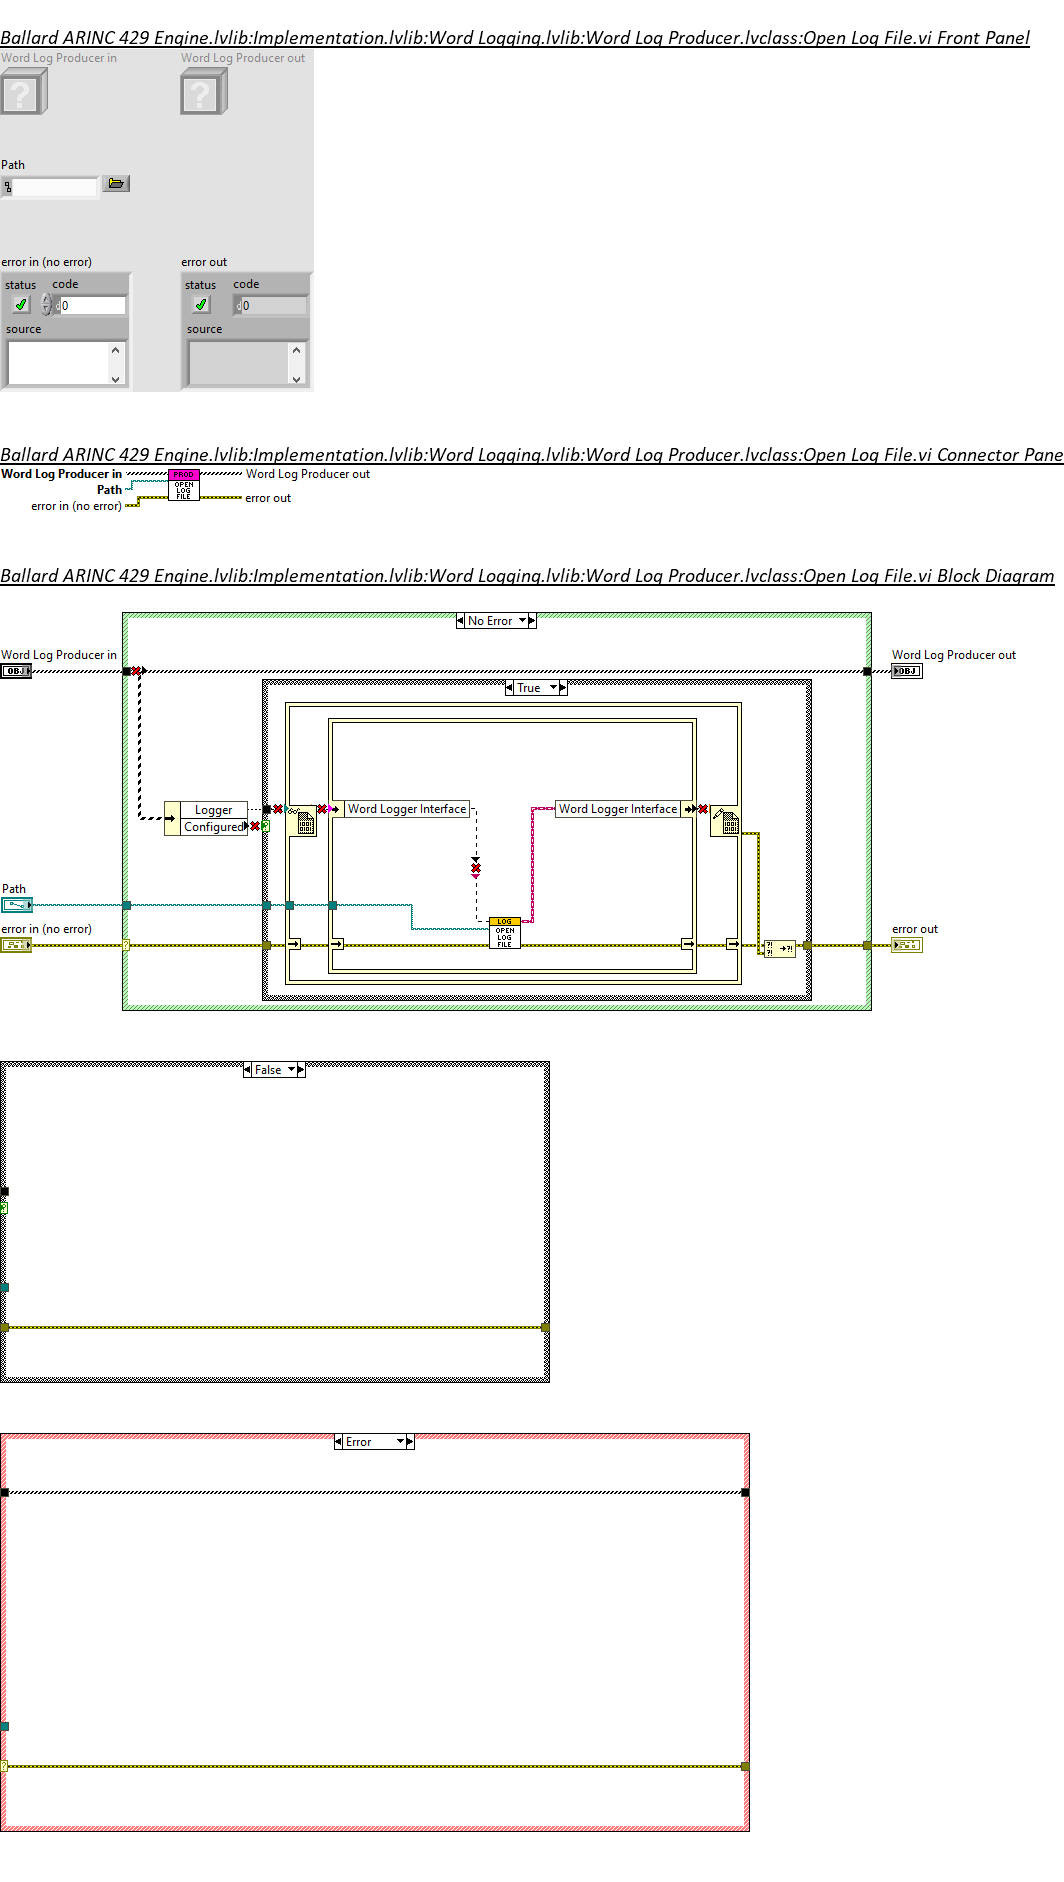 Ballard ARINC 429 Engine.lvlib:Implementation.lvlib:Word Logging.lvlib:Word Log Producer.lvclass:Open Log File.vi Front Panel
Word Log Producer in
Word Log Producer out
?
?
Path
error in (no error)
error out
status
code
status
code
0
0
source
source
Ballard ARINC 429 Engine.lvlib:Implementation.lvlib:Word Logging.lvlib:Word Log Producer.lvclass:Open Log File.vi Connector Pane
Word Log Producer in
PROD
Word Log Producer out
Path
OPEN
LOG
FILE
error in (no error)
error out
Ballard ARINC 429 Engine.lvlib:Implementation.lvlib:Word Logging.lvlib:Word Log Producer.lvclass:Open Log File.vi Block Diagram
No Error
Word Log Producer in
OBJ
Word Log Producer out
OBJ
True
Logger
Configured
Word Logger Interface
Word Logger Interface
Path
LOG
OPEN
LOG
FILE
error in (no error)
error out
?
?!
?!
?!
False
Error
?